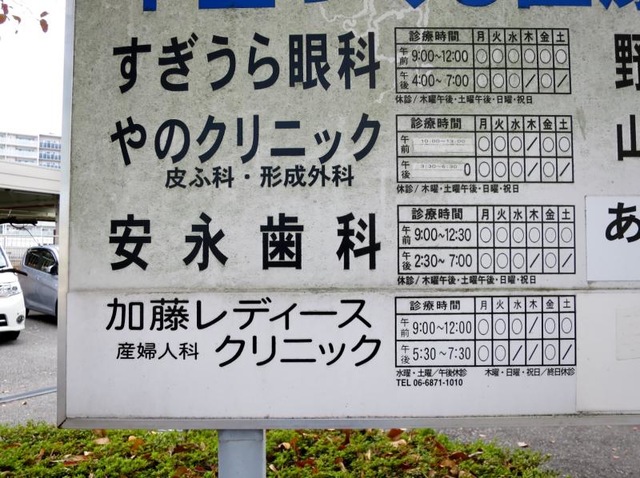 すぎうら眼科
診療時間 月 火 水 木 金 土
午前 9:00~12:00 ○ ○ ○ ○ ○ ○
午後 4:00~7:00 ○ ○ ○ / ○ /
休診/木曜午後・土曜午後・日曜・祝日
やのクリニック
皮ふ科・形成外科
診療時間 月 火 水 木 金 土
午前 ○ ○ ○ / ○ ○
午後 ○ ○ ○ / ○ /
休診/木曜・土曜午後・日曜・祝日
安永歯科
診療時間 月 火 水 木 金 土
午前 9:00~12:30 ○ ○ ○ / ○ ○
午後 2:30~7:00 ○ ○ ○ / ○ /
休診/木曜・土曜午後・日曜・祝日
加藤レディース
産婦人科 クリニック
診療時間 月 火 水 木 金 土
午前 9:00~12:00 ○ ○ ○ / ○ ○
午後 5:30~7:30 ○ ○ / / ○ /
水曜・土曜/午後休診 木曜・日曜・祝日/終日休診
TEL 06-6871-1010
野
山
あ